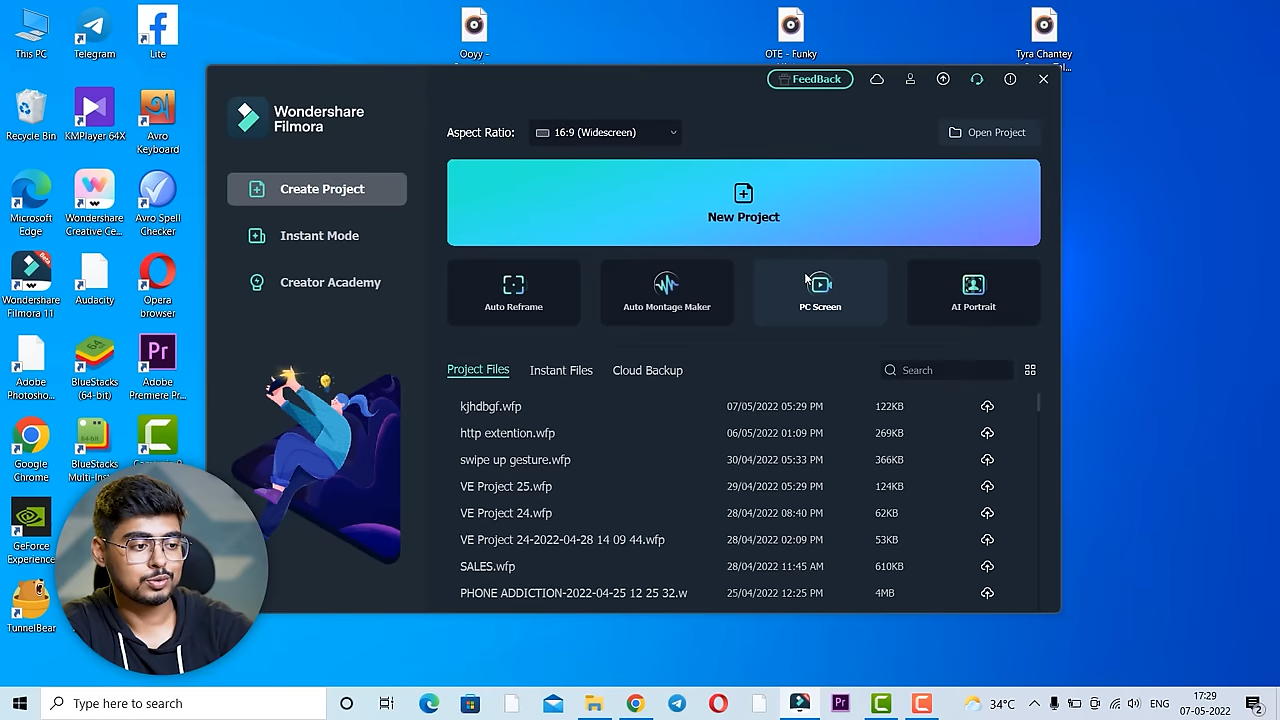 This PC
Telegram
Lite
Ooyy -
OTE - Funky
Tyra Chantey
Recycle Bin
KMPlayer 64X
Avro
Keyboard
Microsoft
Edge
Wondershare
Creative Ce...
Avro Spell
Checker
Wondershare
Filmora 11
Audacity
Opera
browser
Adobe
Photosho...
BlueStacks
(64-bit)
Pr
Adobe
Premiere Pr...
Google
Chrome
BlueStacks
GeForce
Experience
TunnelBear
Wondershare
Filmora
FeedBack
Aspect Ratio:
16:9 (Widescreen)
Open Project
Create Project
Instant Mode
Creator Academy
New Project
Auto Reframe
Auto Montage Maker
PC Screen
AI Portrait
Project Files
Instant Files
Cloud Backup
Search
kjhdbgf.wfp 07/05/2022 05:29 PM 122KB
http extention.wfp 06/05/2022 01:09 PM 269KB
swipe up gesture.wfp 30/04/2022 05:33 PM 366KB
VE Project 25.wfp 29/04/2022 05:29 PM 124KB
VE Project 24.wfp 28/04/2022 08:40 PM 62KB
VE Project 24-2022-04-28 14 09 44.wfp 28/04/2022 02:09 PM 53KB
SALES.wfp 28/04/2022 11:45 AM 610KB
PHONE ADDICTION-2022-04-25 12 25 32.w 25/04/2022 12:25 PM 4MB
Type here to search
Pr
34°C
ENG
17:29
07-05-2022
2